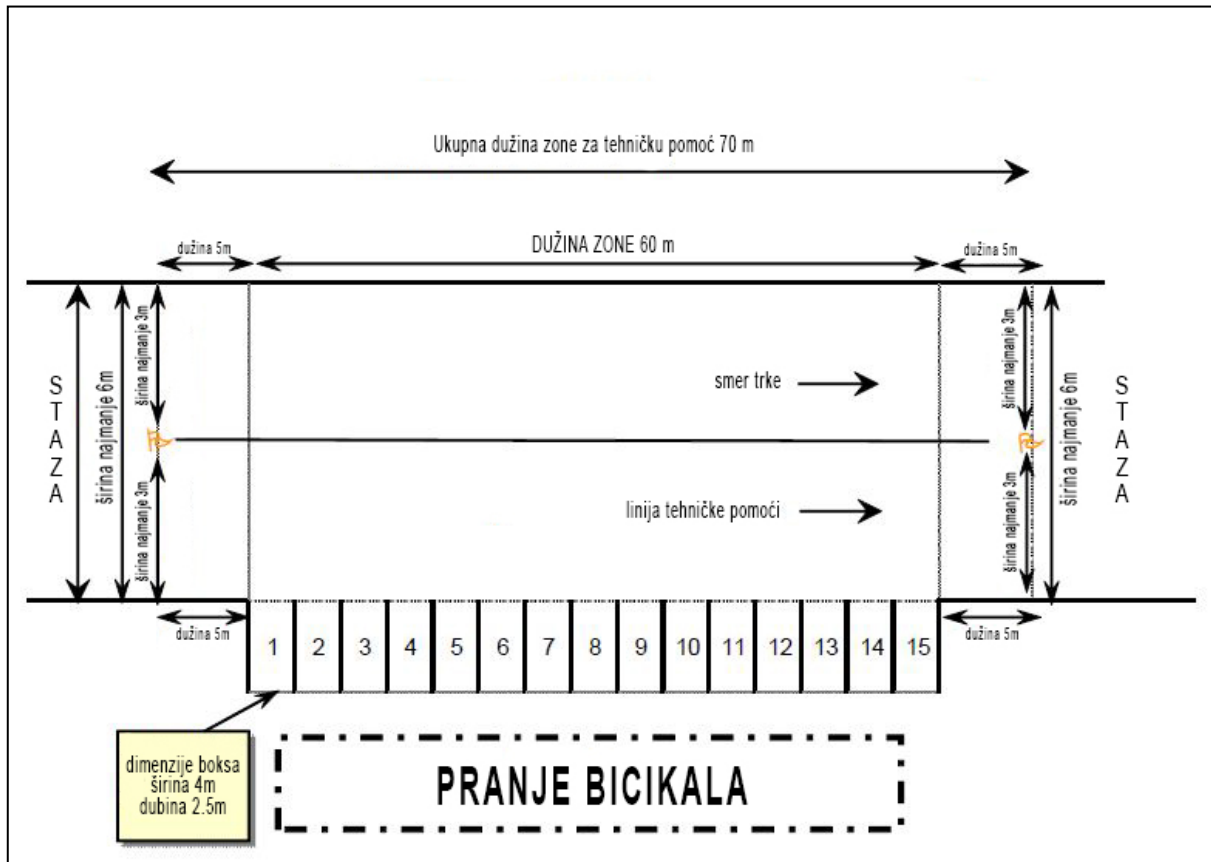 Ukupna dužina zone za tehničku pomoć 70 m
dužina 5m
DUŽINA ZONE 60 m
dužina 5m
STAZA
širina najmanje 6m
širina najmanje 3m
širina najmanje 3m
smer trke
linija tehničke pomoći
širina najmanje 3m
širina najmanje 3m
širina najmanje 6m
STAZA
dužina 5m
dužina 5m
1 2 3 4 5 6 7 8 9 10 11 12 13 14 15
dimenzije boksa
širina 4m
dubina 2.5m
PRANJE BICIKALA